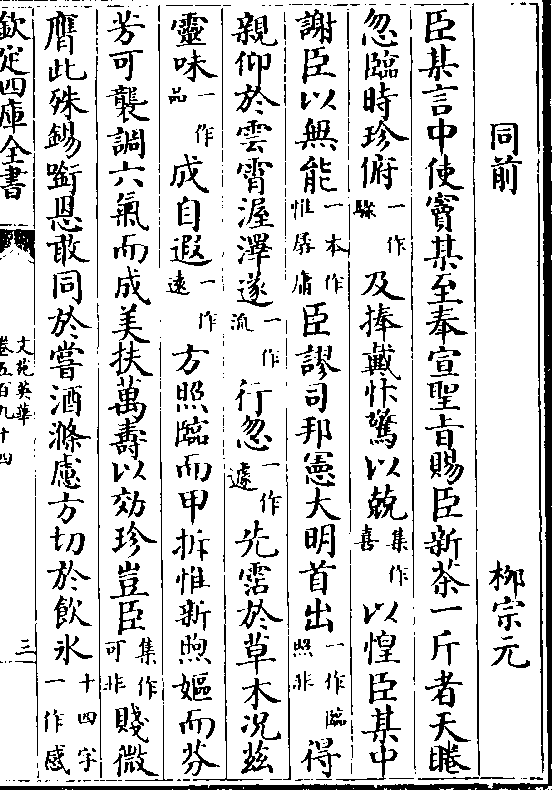 同前　柳宗元
臣某言中使竇某至奉宣聖旨賜臣新茶一斤者天睠
忽臨時珍俯一作驟及捧戴忭驚以兢集作喜以惶臣某中
謝臣以無能一本作惟孱庸臣謬司邦憲大明首出一作臨照非得
親仰於雲霄渥澤遂一作流行忽一作遽先霑於草木況兹
靈味一作品成自遐一作遠方照臨而甲拆惟新煦嫗而芬
芳可襲調六氣而成美扶萬壽以効珍豈臣集作可非賤微
膺此殊錫銜恩敢同於嘗酒滌慮方切於飲氷十四字一作感
欽定四庫全書
文苑英華
卷五百九十四
三